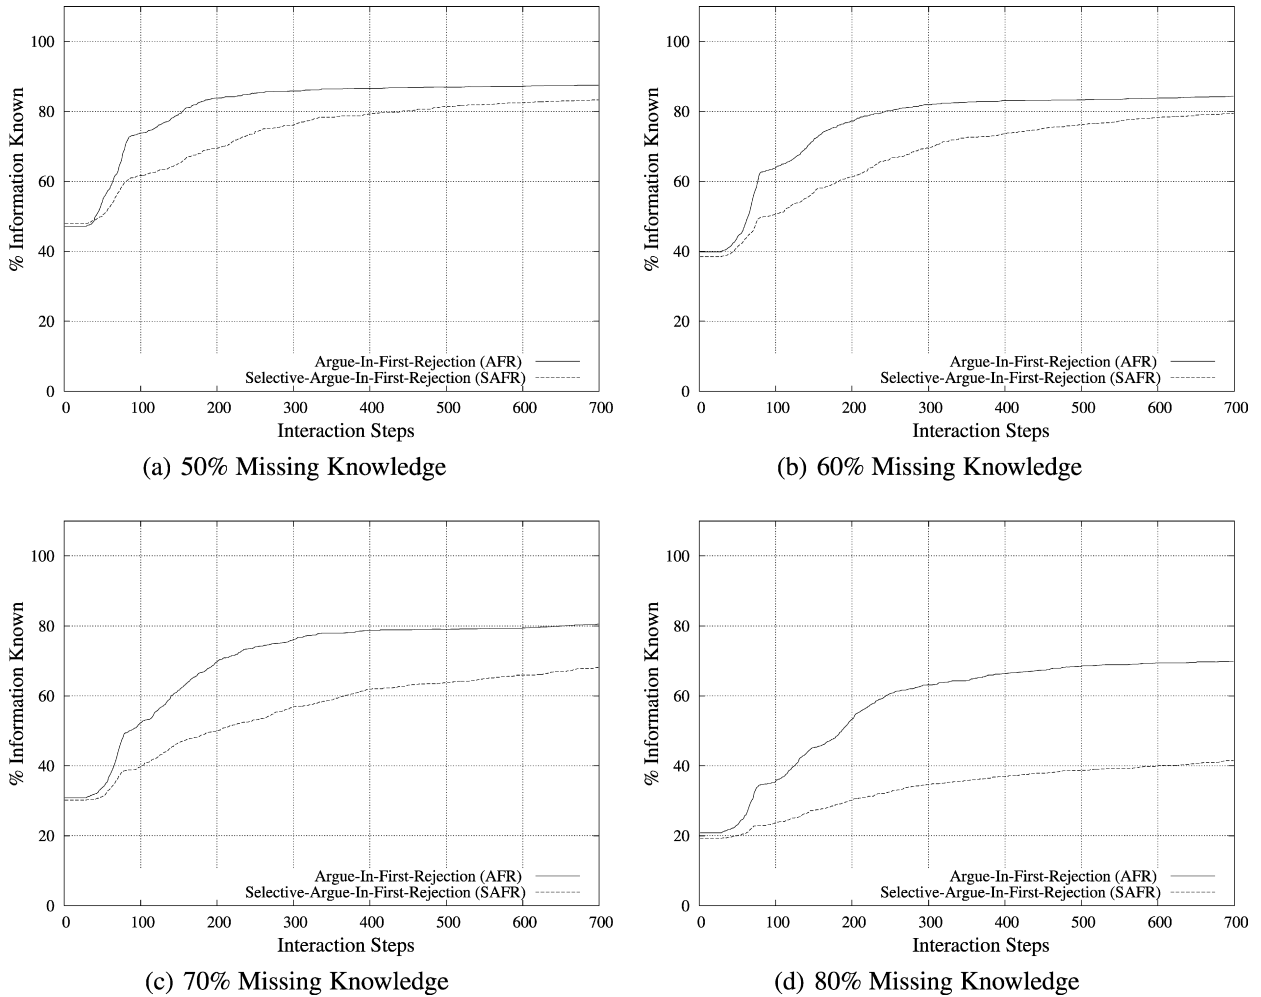 % Information Known
100
80
60
40
20
0
Argue-In-First-Rejection (AFR)
Selective-Argue-In-First-Rejection (SAFR)
0 100 200 300 400 500 600 700
Interaction Steps
(a) 50% Missing Knowledge
% Information Known
100
80
60
40
20
0
Argue-In-First-Rejection (AFR)
Selective-Argue-In-First-Rejection (SAFR)
0 100 200 300 400 500 600 700
Interaction Steps
(b) 60% Missing Knowledge
% Information Known
100
80
60
40
20
0
Argue-In-First-Rejection (AFR)
Selective-Argue-In-First-Rejection (SAFR)
0 100 200 300 400 500 600 700
Interaction Steps
(c) 70% Missing Knowledge
% Information Known
100
80
60
40
20
0
Argue-In-First-Rejection (AFR)
Selective-Argue-In-First-Rejection (SAFR)
0 100 200 300 400 500 600 700
Interaction Steps
(d) 80% Missing Knowledge